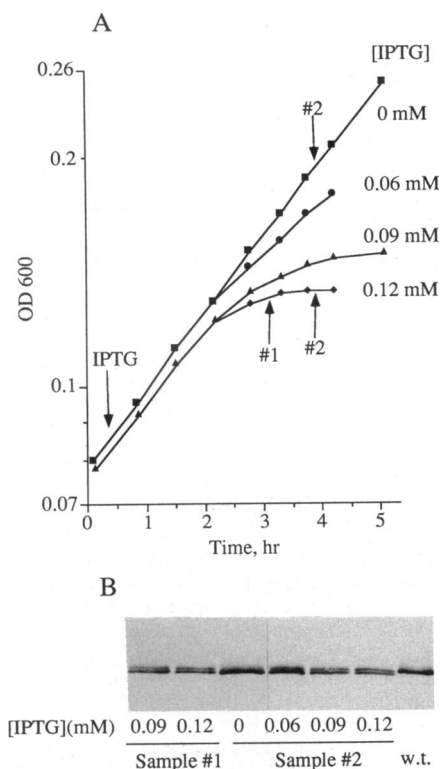 A
[IPTG]
0.26
#2
0 mM
0.2
0.06 mM
0.09 mM
0.12 mM
OD 600
IPTG
#1
#2
0.1
0.07
0 1 2 3 4 5
Time, hr
B
[IPTG](mM) 0.09 0.12 0 0.06 0.09 0.12 w.t.
Sample #1 Sample #2